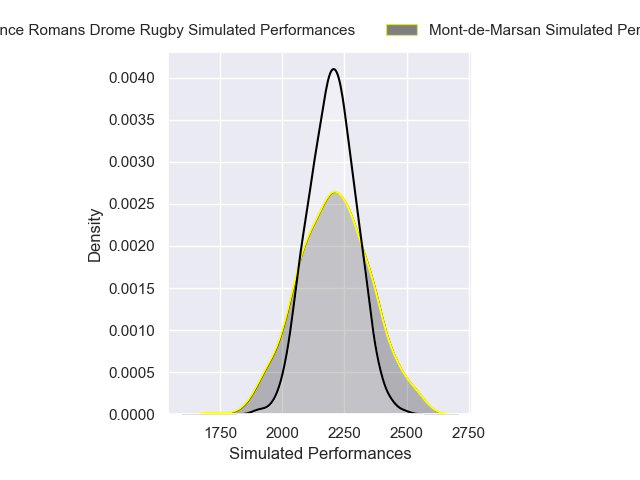 nce Romans Drome Rugby Simulated Performances
Mont-de-Marsan Simulated Per
0.0040
0.0035
0.0030
0.0025
0.0020
0.0015
0.0010
0.0005
0.0000
Density
1750 2000 2250 2500 2750
Simulated Performances